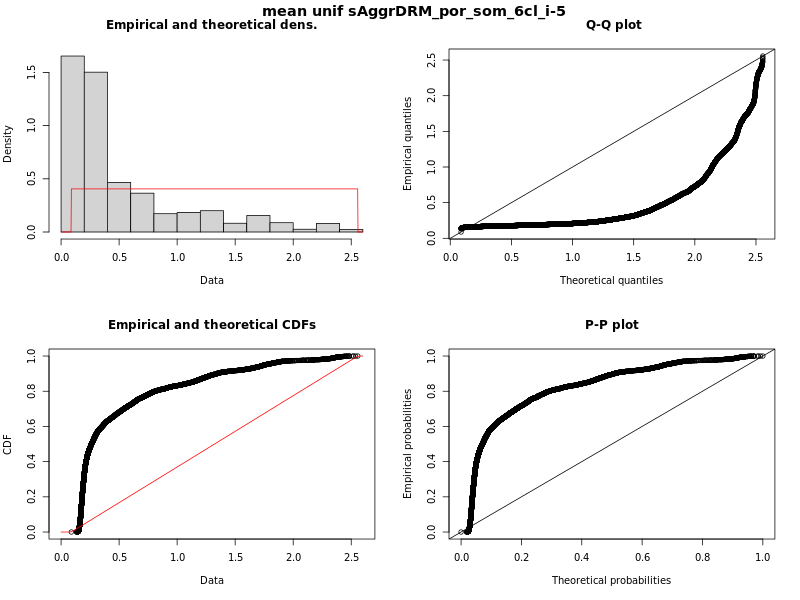 mean unif sAggrDRM_por_som_6cl_i-5
Empirical and theoretical dens.
Density
0.0 0.5 1.0 1.5
0.0 0.5 1.0 1.5 2.0 2.5
Data
Q-Q plot
Empirical quantiles
0.0 0.5 1.0 1.5 2.0 2.5
0.0 0.5 1.0 1.5 2.0 2.5
Theoretical quantiles
Empirical and theoretical CDFs
CDF
0.0 0.2 0.4 0.6 0.8 1.0
0.0 0.5 1.0 1.5 2.0 2.5
Data
P-P plot
Empirical probabilities
0.0 0.2 0.4 0.6 0.8 1.0
0.0 0.2 0.4 0.6 0.8 1.0
Theoretical probabilities